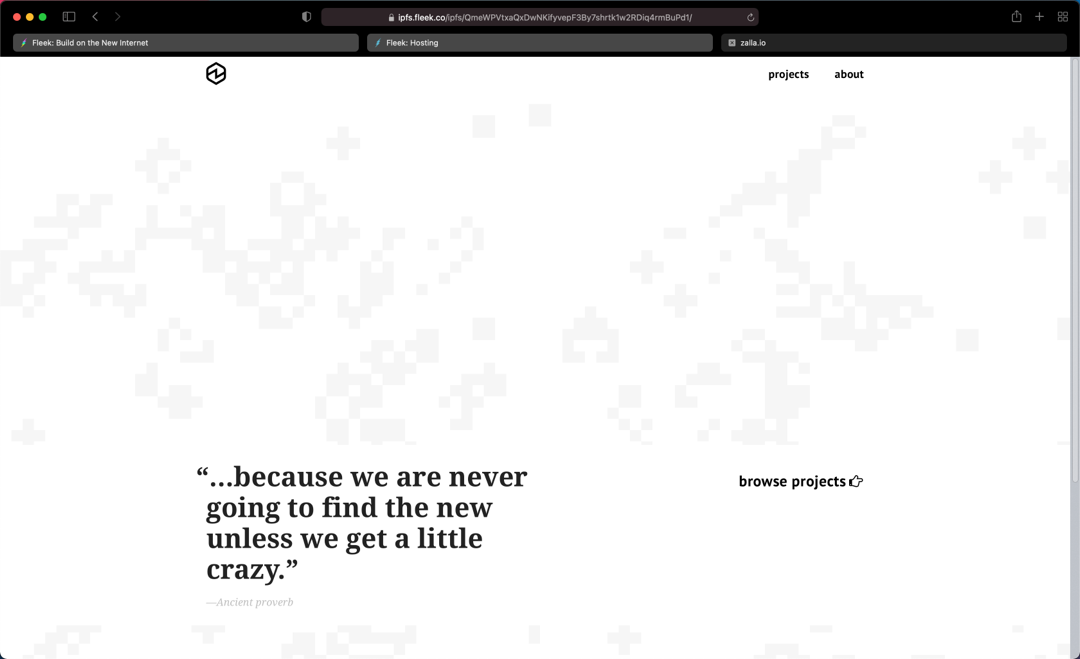 ipfs.fleek.co/ipfs/QmeWPVtxaQxDwNKifyvepF3By7shrtk1w2RDiq4rmBuPd1/
Fleek: Build on the New Internet
Fleek: Hosting
zalla.io
projects
about
“…because we are never
going to find the new
unless we get a little
crazy.”
—Ancient proverb
browse projects